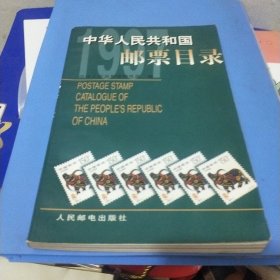 1997
中华人民共和国
邮票目录
POSTAGE STAMP
CATALOGUE OF
THE PEOPLE'S REPUBLIC
OF CHINA
人民邮电出版社